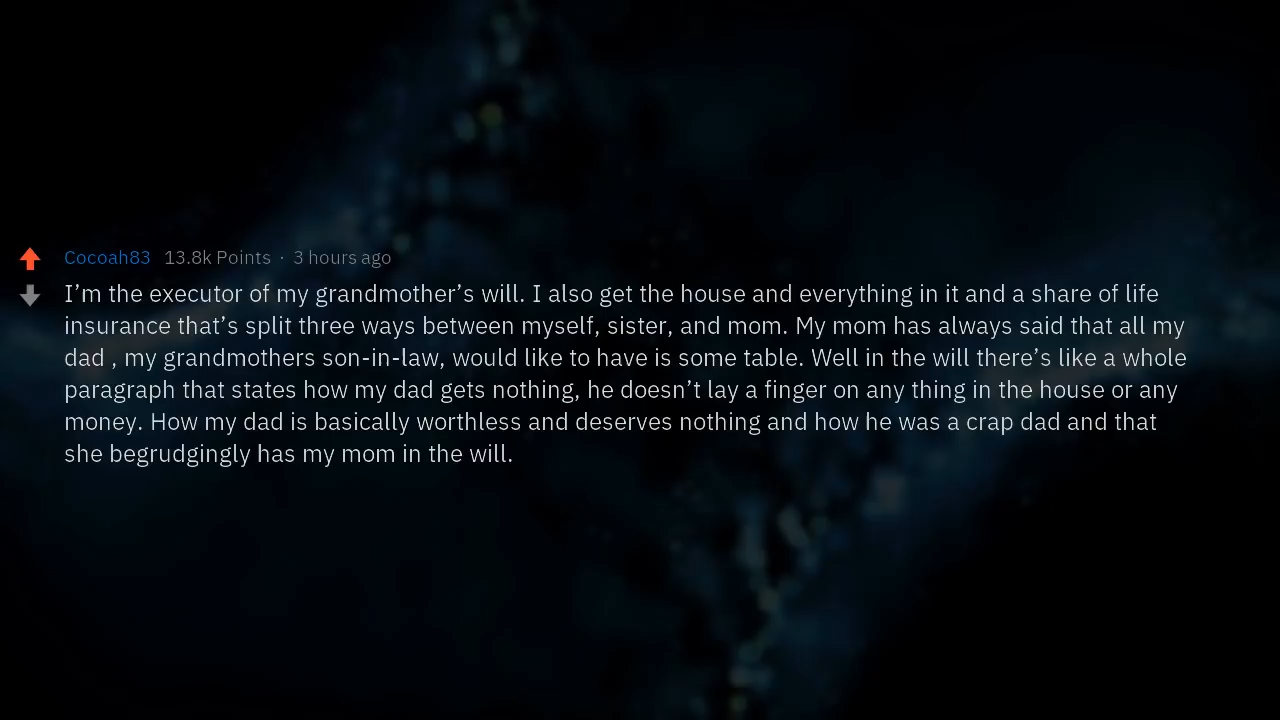 Cocoah83 13.8k Points · 3 hours ago
I’m the executor of my grandmother’s will. I also get the house and everything in it and a share of life
insurance that’s split three ways between myself, sister, and mom. My mom has always said that all my
dad , my grandmothers son-in-law, would like to have is some table. Well in the will there’s like a whole
paragraph that states how my dad gets nothing, he doesn’t lay a finger on any thing in the house or any
money. How my dad is basically worthless and deserves nothing and how he was a crap dad and that
she begrudgingly has my mom in the will.